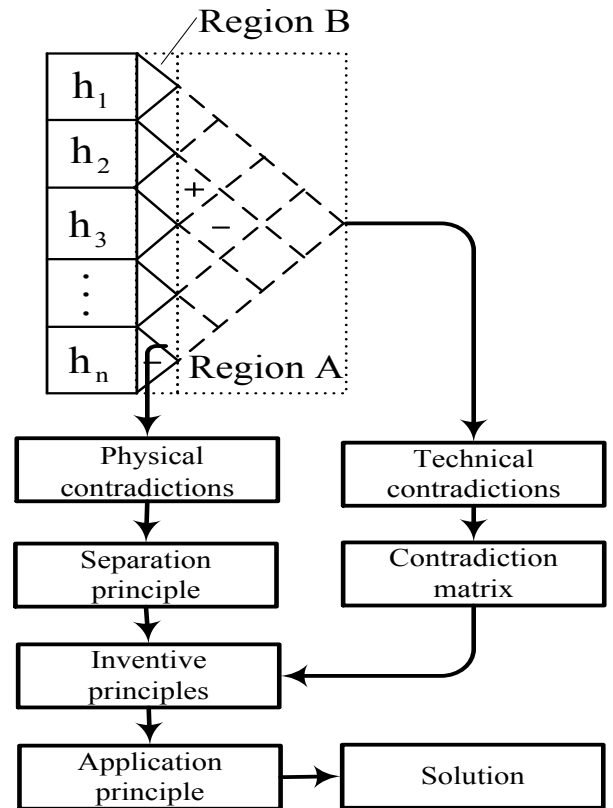 Region B
h1
h2
+
h3
−
⋮
hn
−
Region A
Physical
contradictions
Technical
contradictions
Separation
principle
Contradiction
matrix
Inventive
principles
Application
principle
Solution